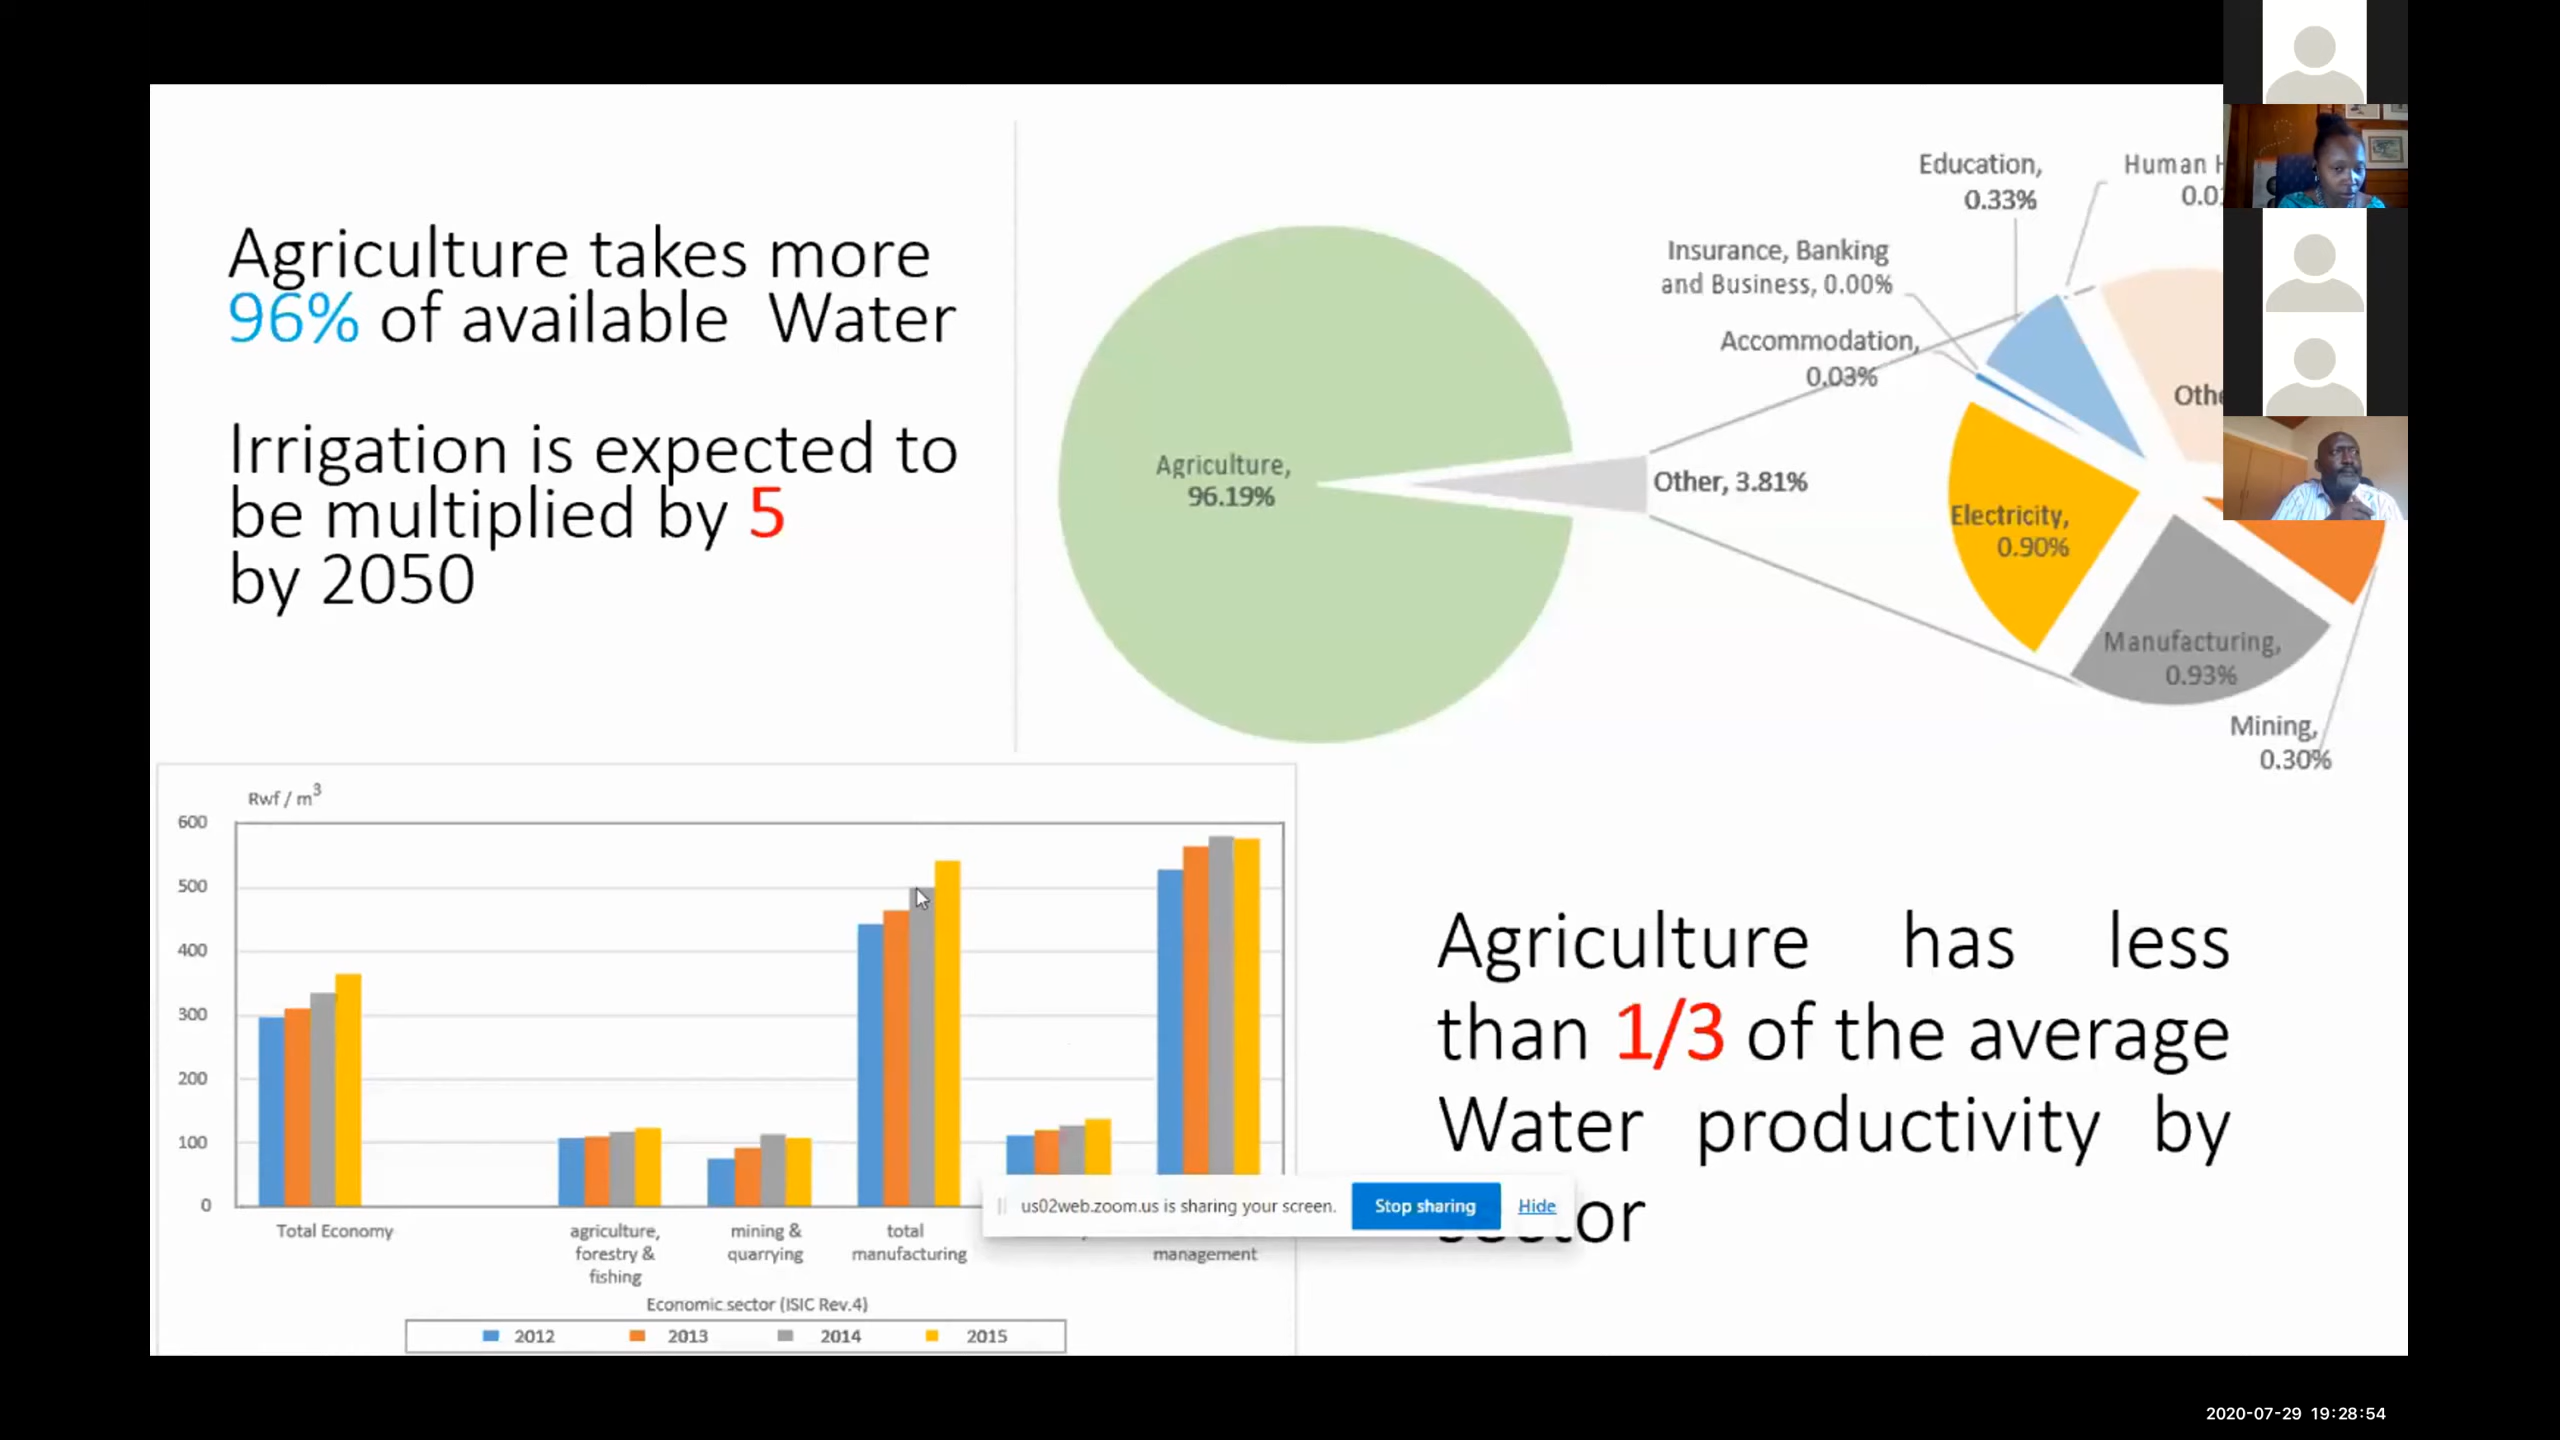 Agriculture takes more
96% of available Water
Irrigation is expected to
be multiplied by 5
by 2050
Education,
0.33%
Human
Insurance, Banking
and Business, 0.00%
Accommodation,
0.03%
Agriculture,
96.19%
Other, 3.81%
Electricity,
0.90%
Manufacturing,
0.93%
Mining,
0.30%
Rwf / m³
600
500
400
300
200
100
0
Total Economy
agriculture,
forestry &
fishing
mining &
quarrying
total
manufacturing
management
Economic sector (ISIC Rev.4)
2012 2013 2014 2015
Agriculture has less
than 1/3 of the average
Water productivity by
us02web.zoom.us is sharing your screen. Stop sharing Hide
2020-07-29 19:28:54